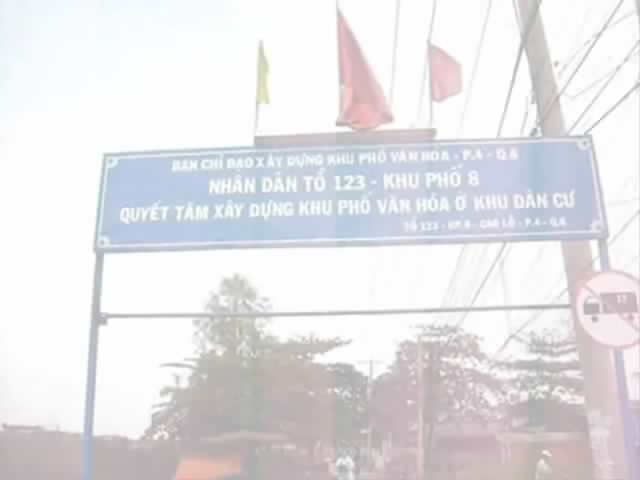 BAN CHỈ ĐẠO XÂY DỰNG KHU PHỐ VĂN HÓA - P.4 - Q.8
NHÂN DÂN TỔ 123 - KHU PHỐ 8
QUYẾT TÂM XÂY DỰNG KHU PHỐ VĂN HÓA Ở KHU DÂN CƯ
TỔ 123 - KP.8 - CAO LỖ - P.4 - Q.8
1T